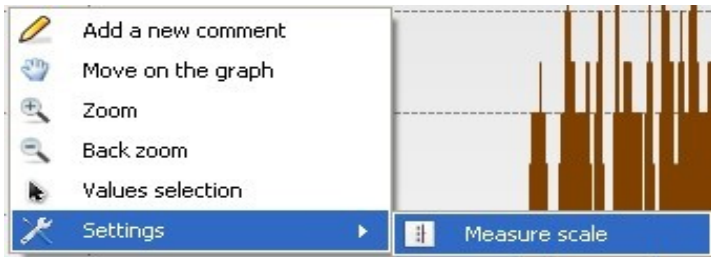 Add a new comment
Move on the graph
Zoom
Back zoom
Values selection
Settings
Measure scale